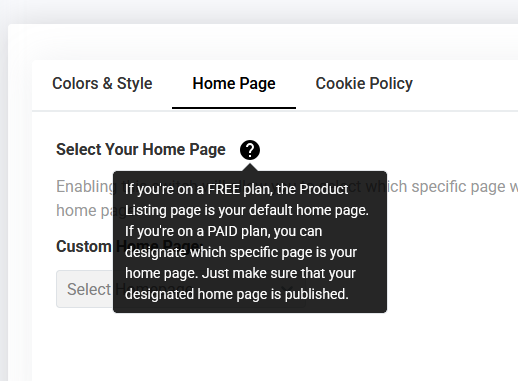 Colors & Style Home Page Cookie Policy
Select Your Home Page ?
If you're on a FREE plan, the Product
Listing page is your default home page.
If you're on a PAID plan, you can
designate which specific page is your
home page. Just make sure that your
designated home page is published.
Enabling which specific page
home
Custom Home Page
Select